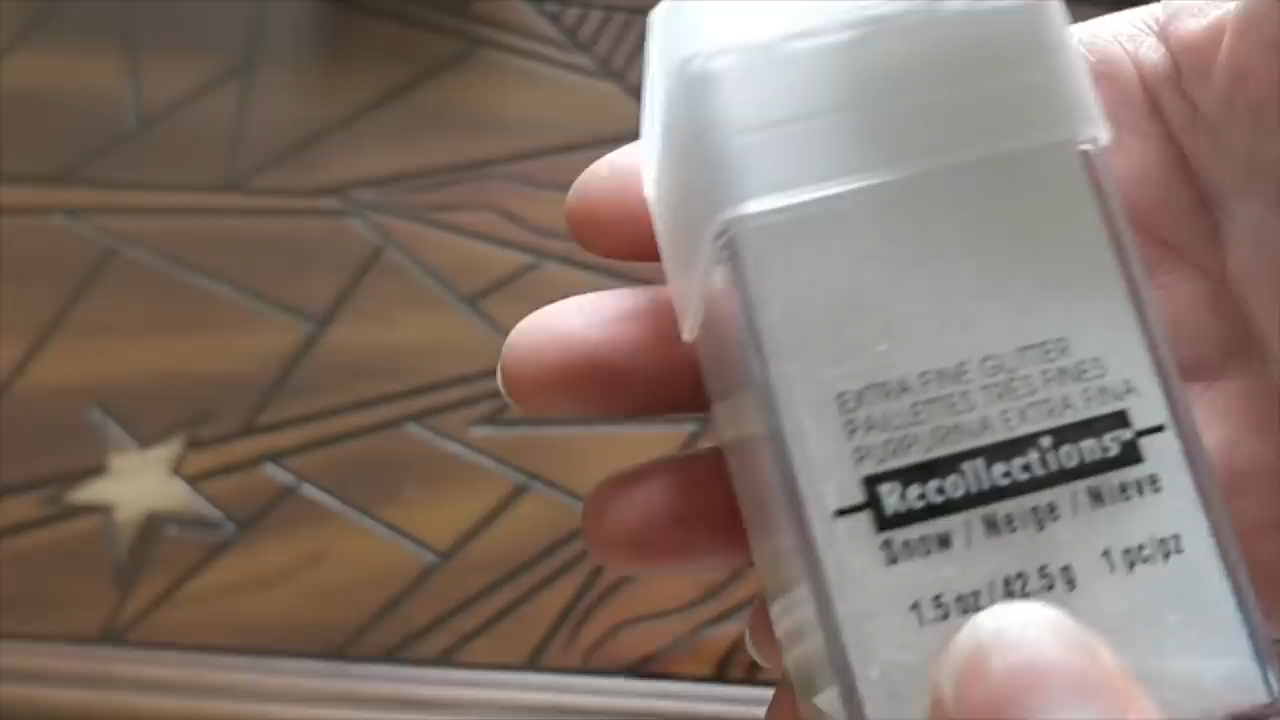 EXTRA FINE GLITTER
PAILLETTES TRÈS FINES
PURPURINA EXTRA FINA
Recollections™
Snow / Neige / Nieve
1.5 oz/42.5 g 1 pc/pz